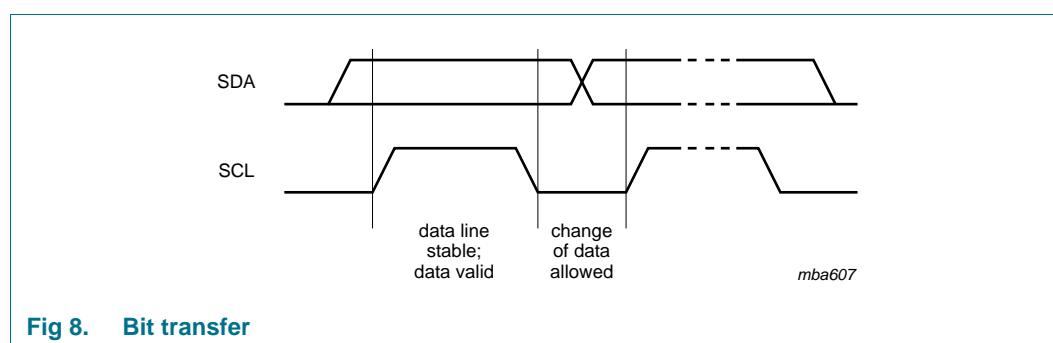 SDA
SCL
data line
stable;
data valid
change
of data
allowed
mba607
Fig 8. Bit transfer